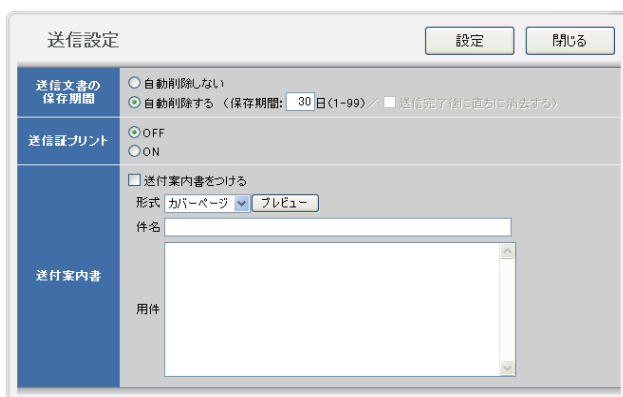 送信設定
設定
閉じる
送信文書の
保存期間
自動削除しない
自動削除する (保存期間: 30 日(1-99) / 送信完了後に直ちに消去する)
送信証プリント
OFF
ON
送付案内書
送付案内書をつける
形式 カバーページ プレビュー
件名
用件